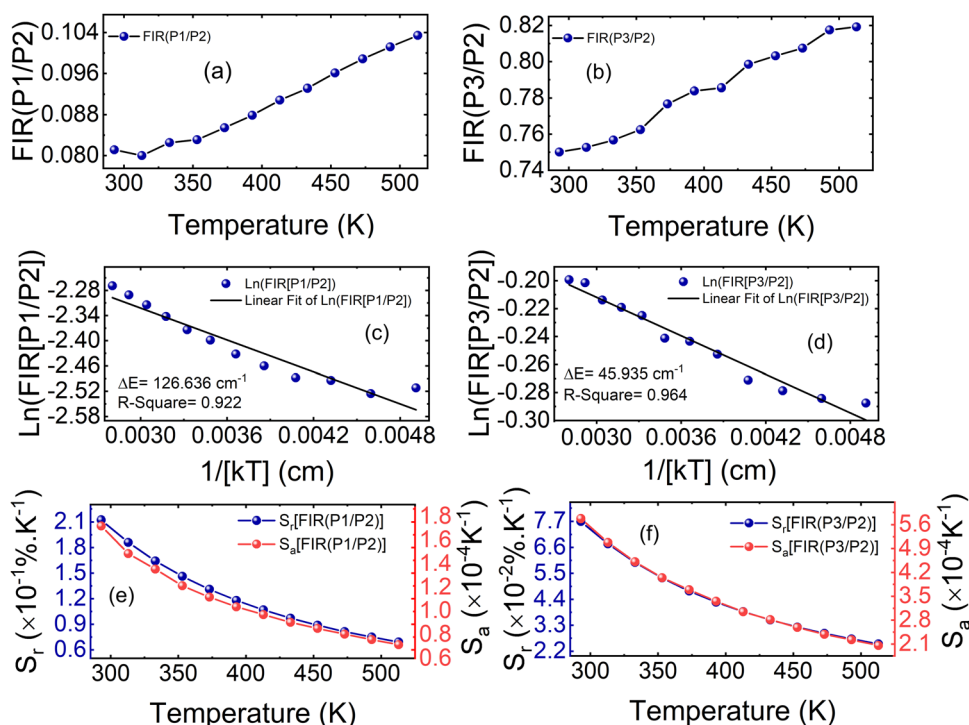 0.104
0.096
0.088
0.080
FIR(P1/P2)
FIR(P1/P2)
(a)
300 350 400 450 500
Temperature (K)
0.82
0.80
0.78
0.76
0.74
FIR(P3/P2)
FIR(P3/P2)
(b)
300 350 400 450 500
Temperature (K)
-2.28
-2.34
-2.40
-2.46
-2.52
-2.58
Ln(FIR[P1/P2])
Ln(FIR[P1/P2])
Linear Fit of Ln(FIR[P1/P2])
(c)
ΔE= 126.636 cm⁻¹
R-Square= 0.922
0.0030 0.0036 0.0042 0.0048
1/[kT] (cm)
-0.20
-0.22
-0.24
-0.26
-0.28
-0.30
Ln(FIR[P3/P2])
Ln(FIR[P3/P2])
Linear Fit of Ln(FIR[P3/P2])
(d)
ΔE= 45.935 cm⁻¹
R-Square= 0.964
0.0030 0.0036 0.0042 0.0048
1/[kT] (cm)
2.1
1.8
1.5
1.2
0.9
0.6
Sᵣ (×10⁻¹%.K⁻¹)
Sᵣ[FIR(P1/P2)]
Sₐ[FIR(P1/P2)]
(e)
1.8
1.6
1.4
1.2
1.0
0.8
0.6
Sₐ (×10⁻⁴K⁻¹)
300 350 400 450 500
Temperature (K)
7.7
6.6
5.5
4.4
3.3
2.2
Sᵣ (×10⁻²%.K⁻¹)
Sᵣ[FIR(P3/P2)]
Sₐ[FIR(P3/P2)]
(f)
5.6
4.9
4.2
3.5
2.8
2.1
Sₐ (×10⁻⁴K⁻¹)
300 350 400 450 500
Temperature (K)